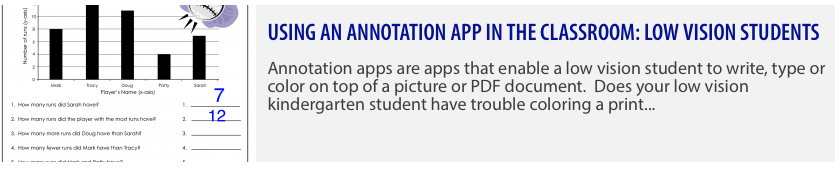 Number of runs (x-axis)
10
8
6
4
2
0
Mark Tracy Doug Patty Sarah
Player's Name (x-axis)
1. How many runs did Sarah have? 1. 7
2. How many runs did the player with the most runs have? 2. 12
3. How many more runs did Doug have than Sarah? 3.
4. How many fewer runs did Mark have than Tracy? 4.
USING AN ANNOTATION APP IN THE CLASSROOM: LOW VISION STUDENTS
Annotation apps are apps that enable a low vision student to write, type or
color on top of a picture or PDF document. Does your low vision
kindergarten student have trouble coloring a print...